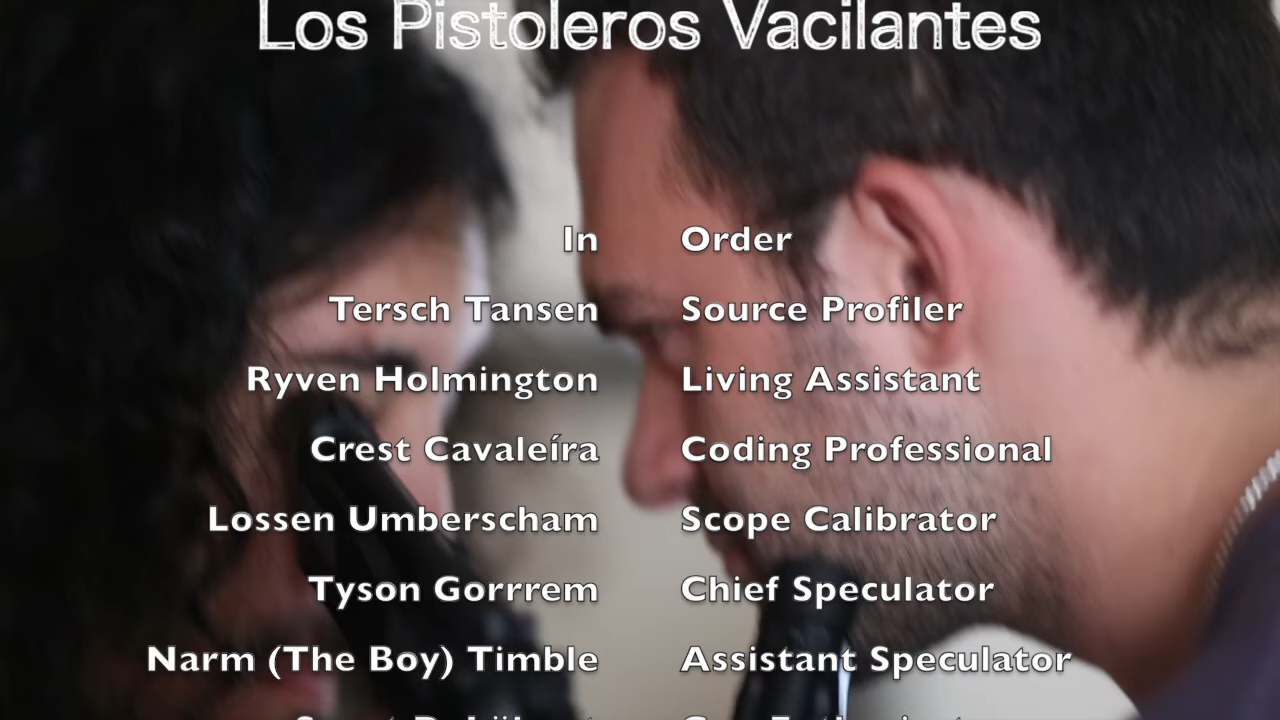 Los Pistoleros Vacilantes
In Order
Tersch Tansen Source Profiler
Ryven Holmington Living Assistant
Crest Cavaleíra Coding Professional
Lossen Umberscham Scope Calibrator
Tyson Gorrrem Chief Speculator
Narm (The Boy) Timble Assistant Speculator